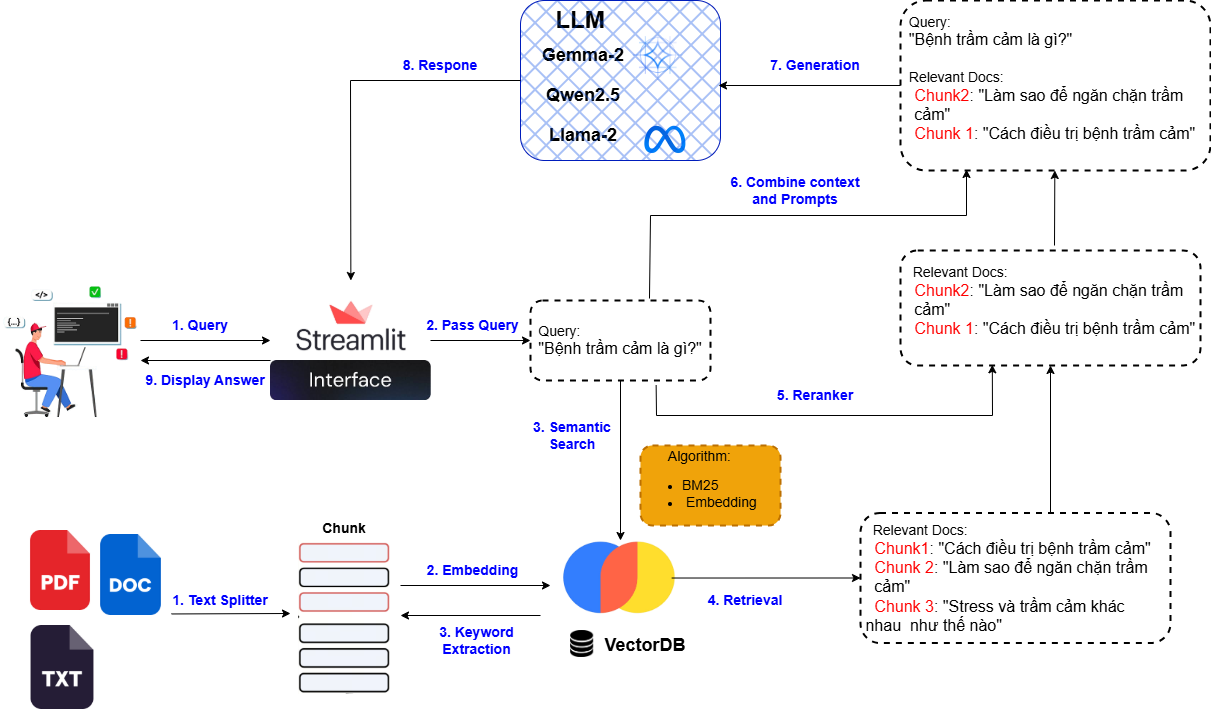 LLM
Gemma-2
Qwen2.5
Llama-2
8. Respone
7. Generation
Query:
"Bệnh trầm cảm là gì?"
Relevant Docs:
Chunk2: "Làm sao để ngăn chặn trầm
cảm"
Chunk 1: "Cách điều trị bệnh trầm cảm"
6. Combine context
and Prompts
Relevant Docs:
Chunk2: "Làm sao để ngăn chặn trầm
cảm"
Chunk 1: "Cách điều trị bệnh trầm cảm"
</>
{...}
1. Query
9. Display Answer
Streamlit
Interface
2. Pass Query
Query:
"Bệnh trầm cảm là gì?"
5. Reranker
3. Semantic
Search
Algorithm:
• BM25
• Embedding
PDF
DOC
TXT
1. Text Splitter
Chunk
2. Embedding
3. Keyword
Extraction
VectorDB
4. Retrieval
Relevant Docs:
Chunk1: "Cách điều trị bệnh trầm cảm"
Chunk 2: "Làm sao để ngăn chặn trầm
cảm"
Chunk 3: "Stress và trầm cảm khác
nhau như thế nào"